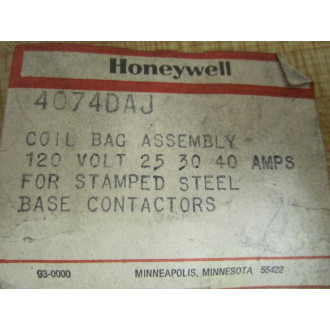 Honeywell
4074DAJ
COIL BAG ASSEMBLY
120 VOLT 25 30 40 AMPS
FOR STAMPED STEEL
BASE CONTACTORS
93-0000 MINNEAPOLIS, MINNESOTA 55422